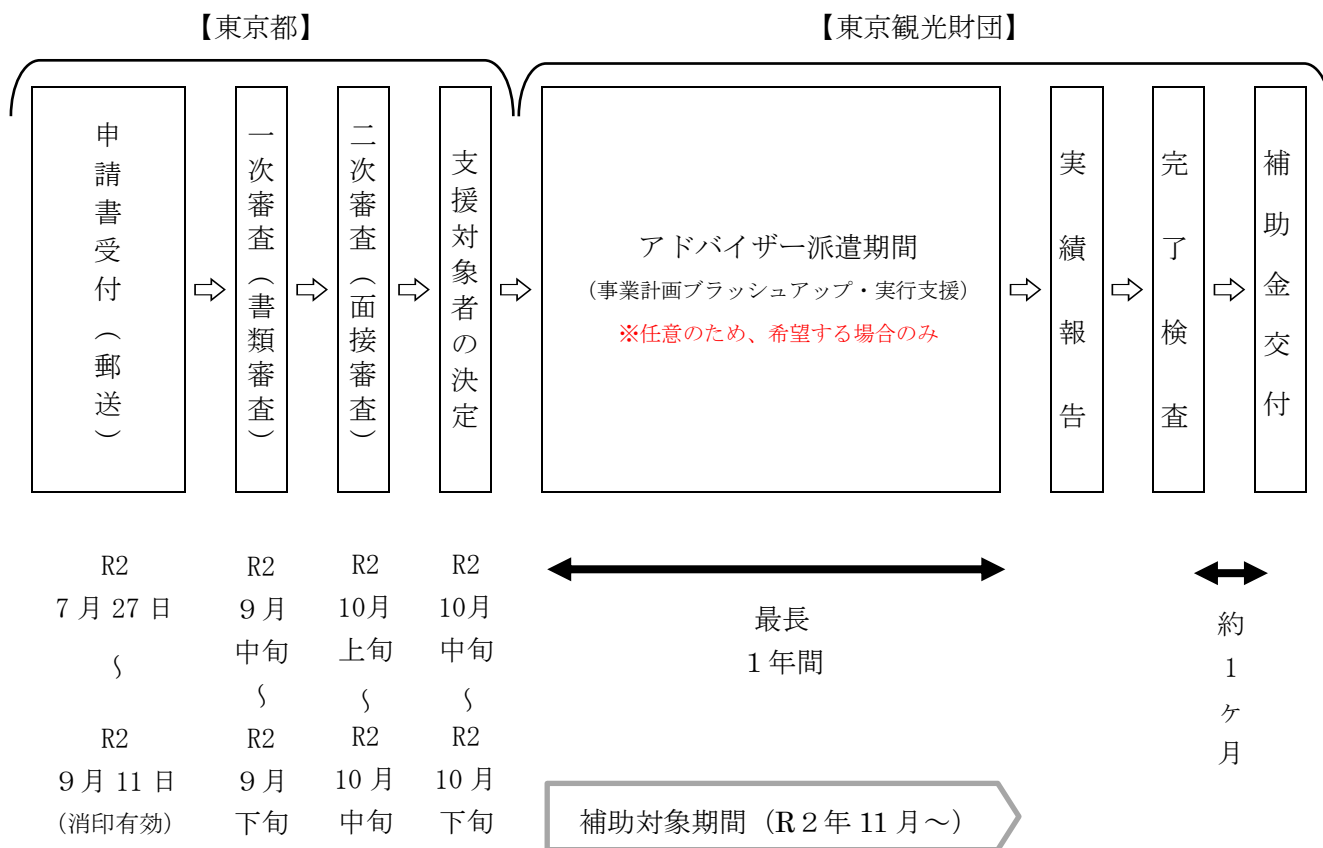 【東京都】
【東京観光財団】
申請書受付（郵送）
一次審査（書類審査）
二次審査（面接審査）
支援対象者の決定
アドバイザー派遣期間
（事業計画ブラッシュアップ・実行支援）
※任意のため、希望する場合のみ
実績報告
完了検査
補助金交付
R2
7月27日
～
R2
9月11日
(消印有効)
R2
9月
中旬
～
R2
9月
下旬
R2
10月
上旬
～
R2
10月
中旬
R2
10月
中旬
～
R2
10月
下旬
最長
１年間
約1ヶ月
補助対象期間（R２年11月～）